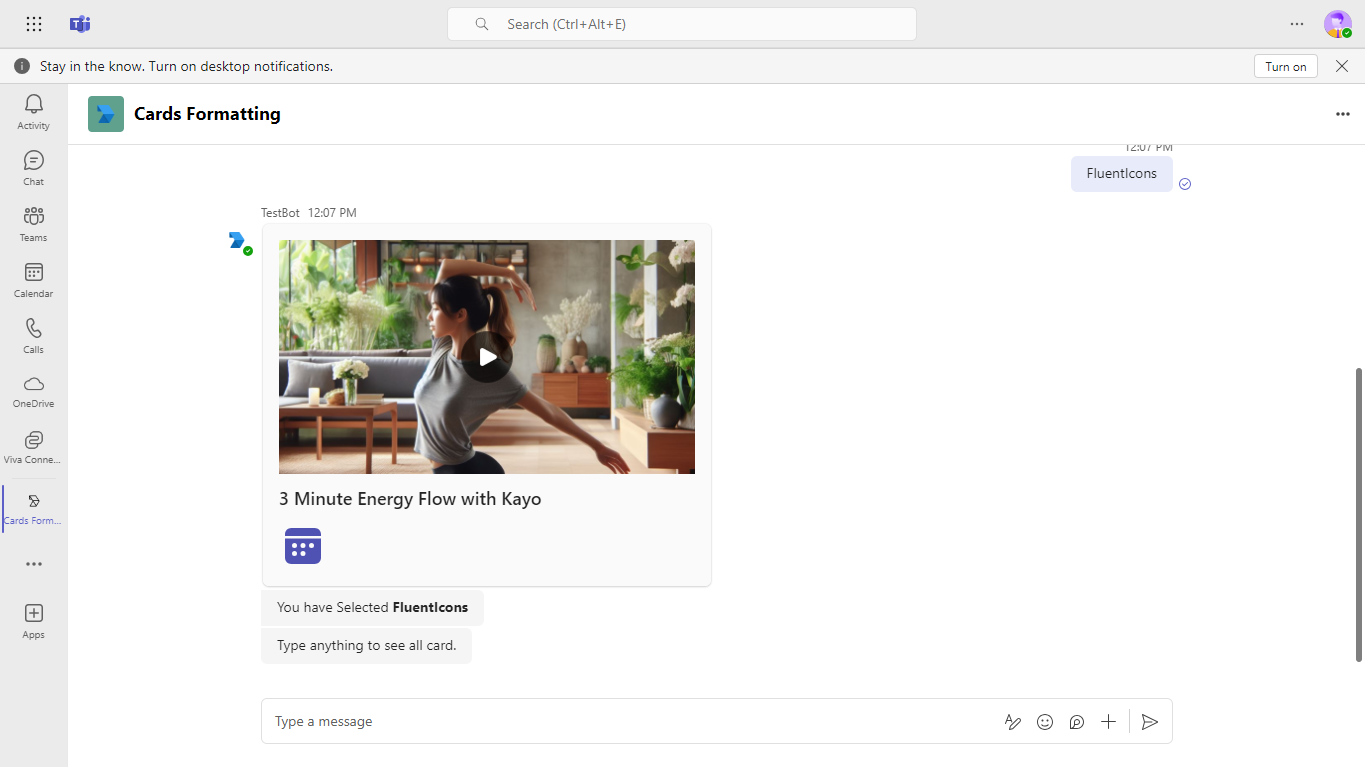 Search (Ctrl+Alt+E)
Stay in the know. Turn on desktop notifications.
Turn on
Activity
Chat
Teams
Calendar
Calls
OneDrive
Viva Conne...
Cards Form...
Apps
Cards Formatting
12:07 PM
FluentIcons
TestBot 12:07 PM
3 Minute Energy Flow with Kayo
You have Selected FluentIcons
Type anything to see all card.
Type a message